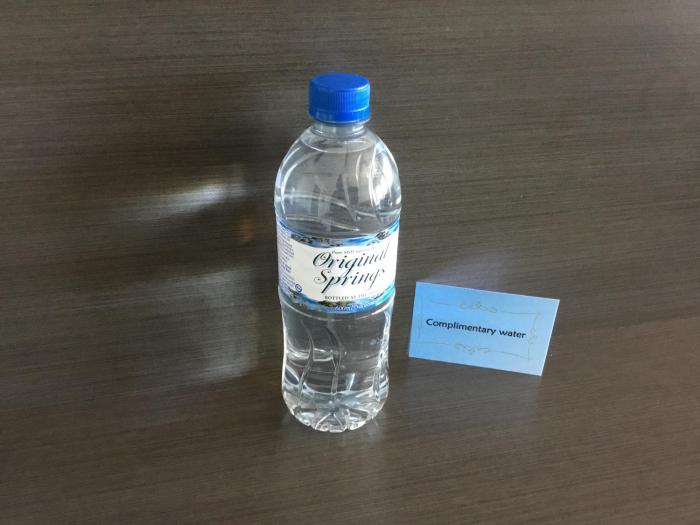 Original
Springs
BOTTLED AT
Complimentary water